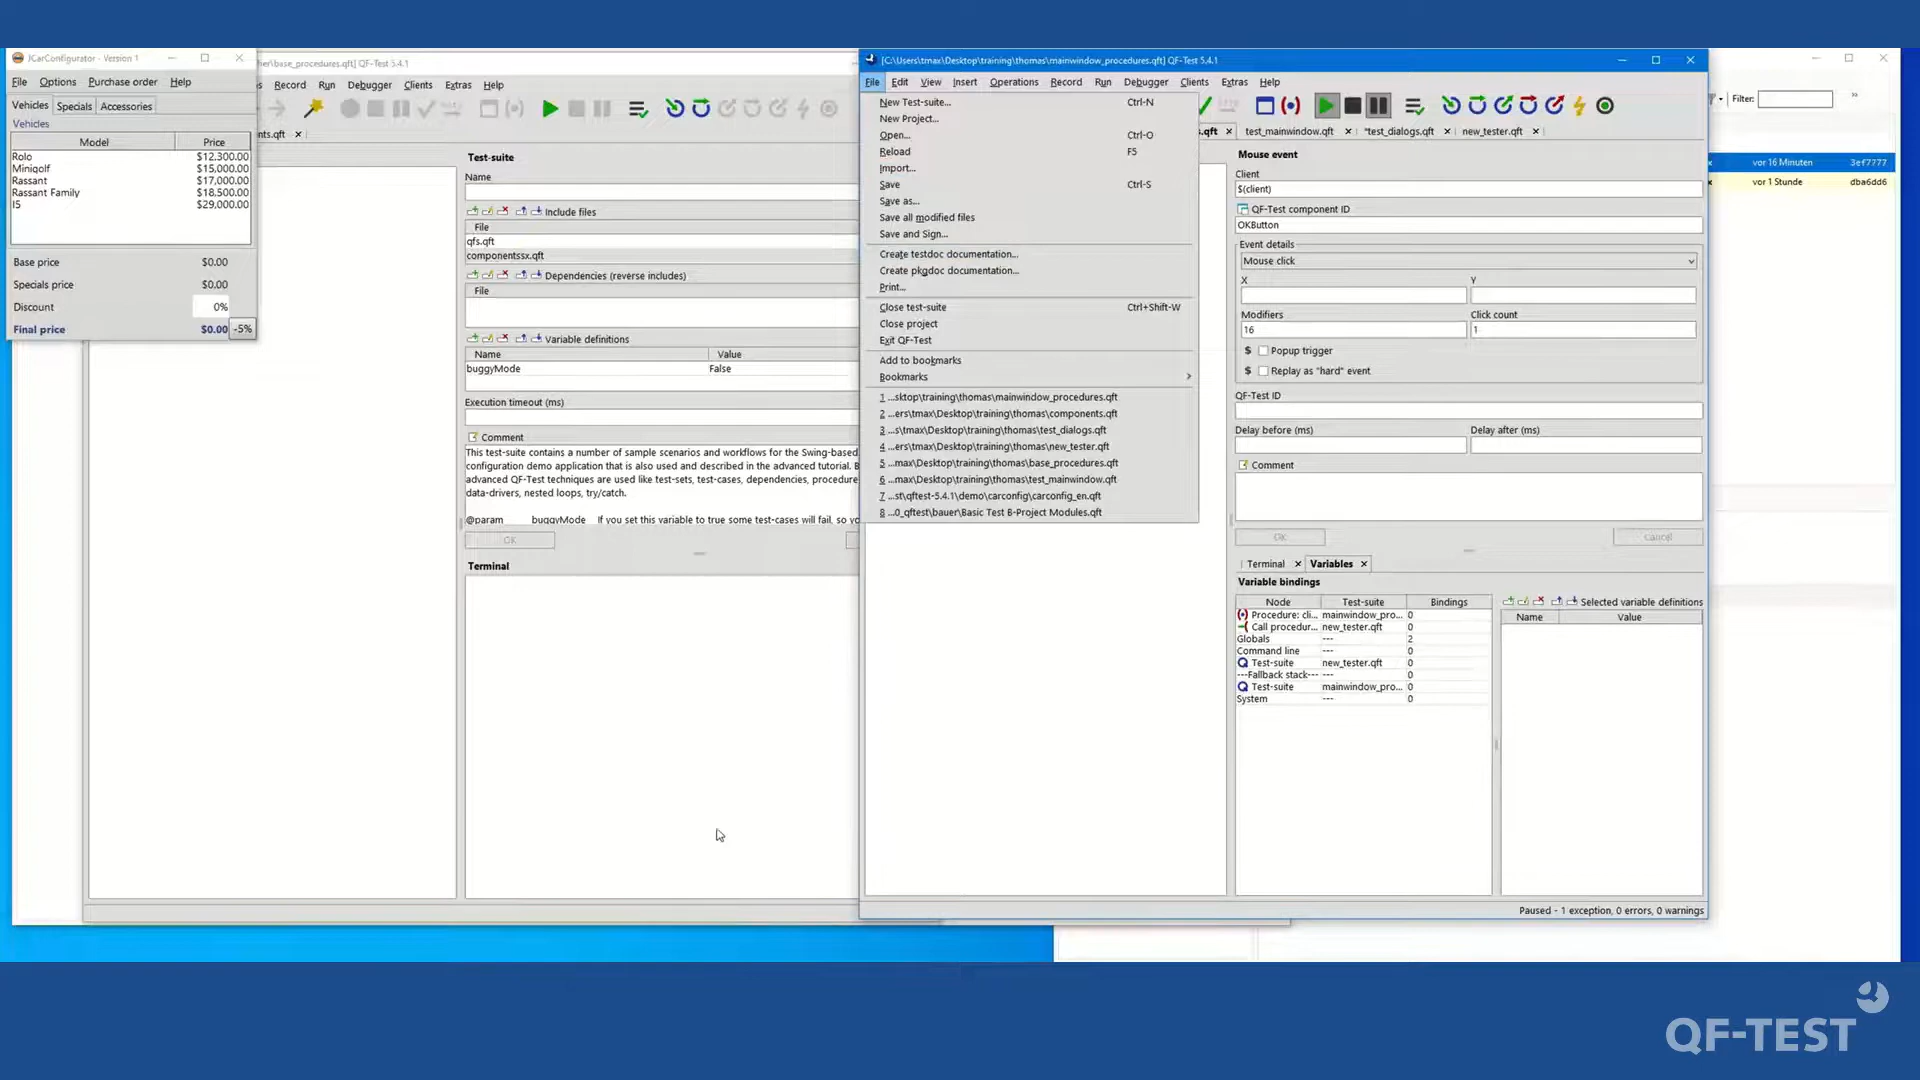 JCarConfigurator - Version 1
File Options Purchase order Help
Vehicles Specials Accessories
Vehicles
Model Price
Rolo $12,300.00
Minigolf $15,000.00
Rassant $17,000.00
Rassant Family $18,500.00
I5 $29,000.00
Base price $0.00
Specials price $0.00
Discount 0%
Final price $0.00 -5%
her\base_procedures.qft] QF-Test 5.4.1
s Record Run Debugger Clients Extras Help
nts.qft
Test-suite
Name
Include files
File
qfs.qft
componentssx.qft
Dependencies (reverse includes)
File
Variable definitions
Name Value
buggyMode False
Execution timeout (ms)
Comment
This test-suite contains a number of sample scenarios and workflows for the Swing-based
configuration demo application that is also used and described in the advanced tutorial. B
advanced QF-Test techniques are used like test-sets, test-cases, dependencies, procedure
data-drivers, nested loops, try/catch.
@param buggyMode If you set this variable to true some test-cases will fail, so yo
OK
Terminal
[C:\Users\tmax\Desktop\training\thomas\mainwindow_procedures.qft] QF-Test 5.4.1
File Edit View Insert Operations Record Run Debugger Clients Extras Help
New Test-suite... Ctrl-N
New Project...
Open... Ctrl-O
Reload F5
Import...
Save Ctrl-S
Save as...
Save all modified files
Save and Sign...
Create testdoc documentation...
Create pkgdoc documentation...
Print...
Close test-suite Ctrl+Shift-W
Close project
Exit QF-Test
Add to bookmarks
Bookmarks
1 ...sktop\training\thomas\mainwindow_procedures.qft
2 ...ers\tmax\Desktop\training\thomas\components.qft
3 ...s\tmax\Desktop\training\thomas\test_dialogs.qft
4 ...ers\tmax\Desktop\training\thomas\new_tester.qft
5 ...max\Desktop\training\thomas\base_procedures.qft
6 ...max\Desktop\training\thomas\test_mainwindow.qft
7 ...st\qftest-5.4.1\demo\carconfig\carconfig_en.qft
8 ...0_qftest\bauer\Basic Test B-Project Modules.qft
s.qft test_mainwindow.qft *test_dialogs.qft new_tester.qft
Mouse event
Client
$(client)
QF-Test component ID
OKButton
Event details
Mouse click
X Y
Modifiers Click count
16 1
$ Popup trigger
$ Replay as "hard" event
QF-Test ID
Delay before (ms) Delay after (ms)
Comment
OK Cancel
Terminal Variables
Variable bindings
Node Test-suite Bindings
Procedure: cli... mainwindow_pro... 0
Call procedur... new_tester.qft 0
Globals --- 2
Command line --- 0
Test-suite new_tester.qft 0
---Fallback stack--- --- 0
Test-suite mainwindow_pro... 0
System --- 0
Selected variable definitions
Name Value
Paused - 1 exception, 0 errors, 0 warnings
Filter:
vor 16 Minuten 3ef7777
vor 1 Stunde dba6dd6
QF-TEST